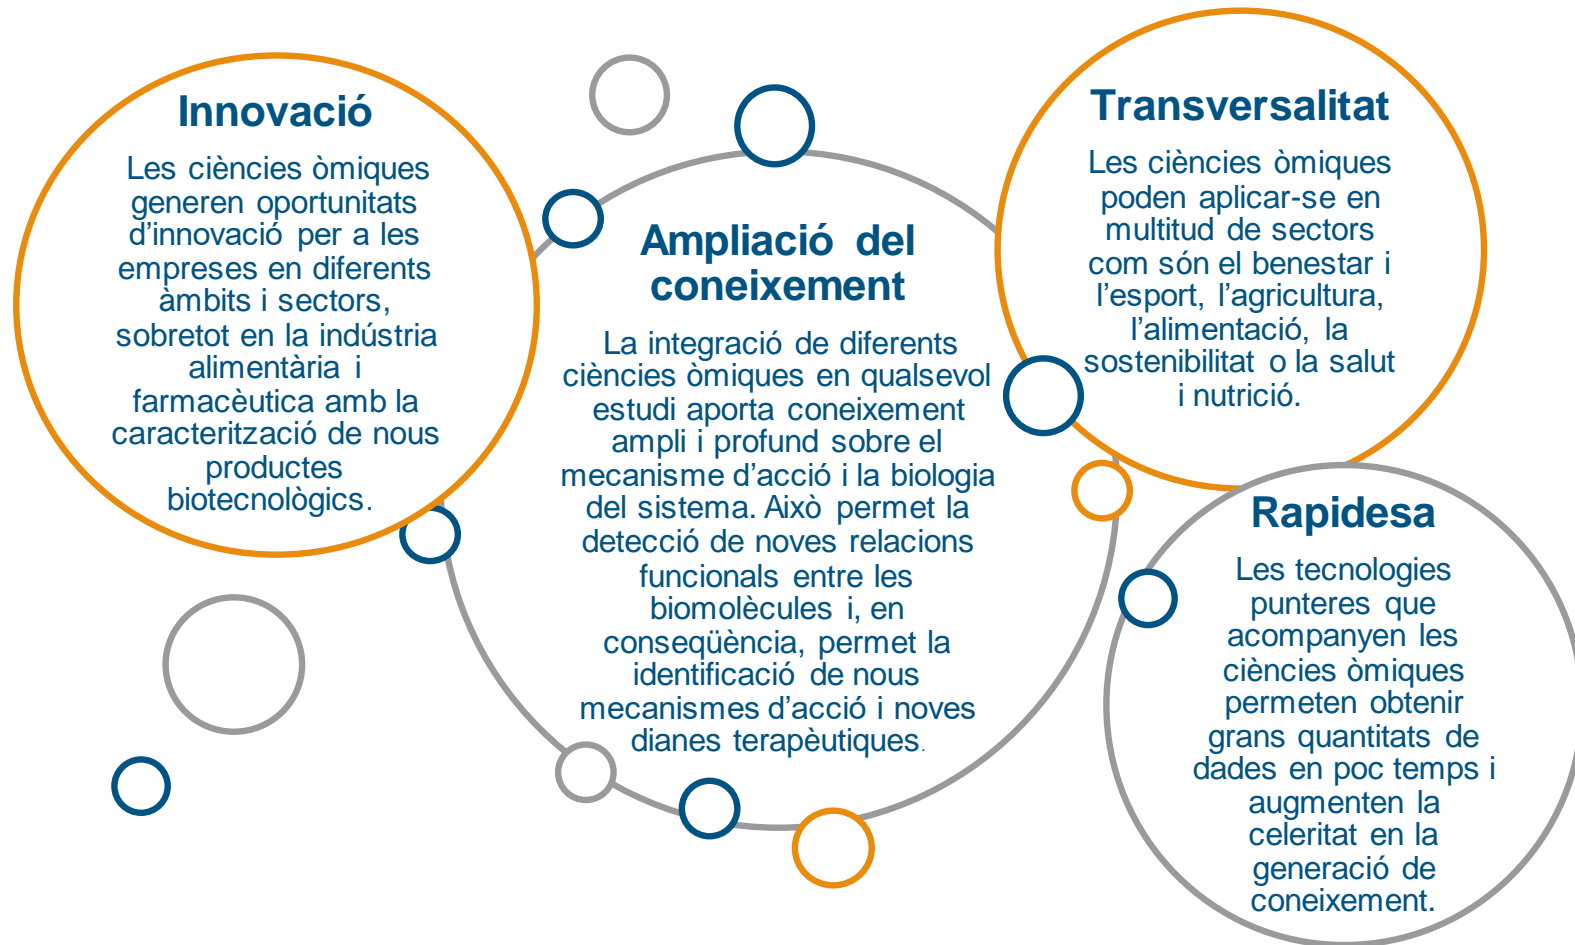 Innovació
Les ciències òmiques
generen oportunitats
d’innovació per a les
empreses en diferents
àmbits i sectors,
sobretot en la indústria
alimentària i
farmacèutica amb la
caracterització de nous
productes
biotecnològics.
Ampliació del
coneixement
La integració de diferents
ciències òmiques en qualsevol
estudi aporta coneixement
ampli i profund sobre el
mecanisme d’acció i la biologia
del sistema. Això permet la
detecció de noves relacions
funcionals entre les
biomolècules i, en
conseqüència, permet la
identificació de nous
mecanismes d’acció i noves
dianes terapèutiques.
Transversalitat
Les ciències òmiques
poden aplicar-se en
multitud de sectors
com són el benestar i
l’esport, l’agricultura,
l’alimentació, la
sostenibilitat o la salut
i nutrició.
Rapidesa
Les tecnologies
punteres que
acompanyen les
ciències òmiques
permeten obtenir
grans quantitats de
dades en poc temps i
augmenten la
celeritat en la
generació de
coneixement.